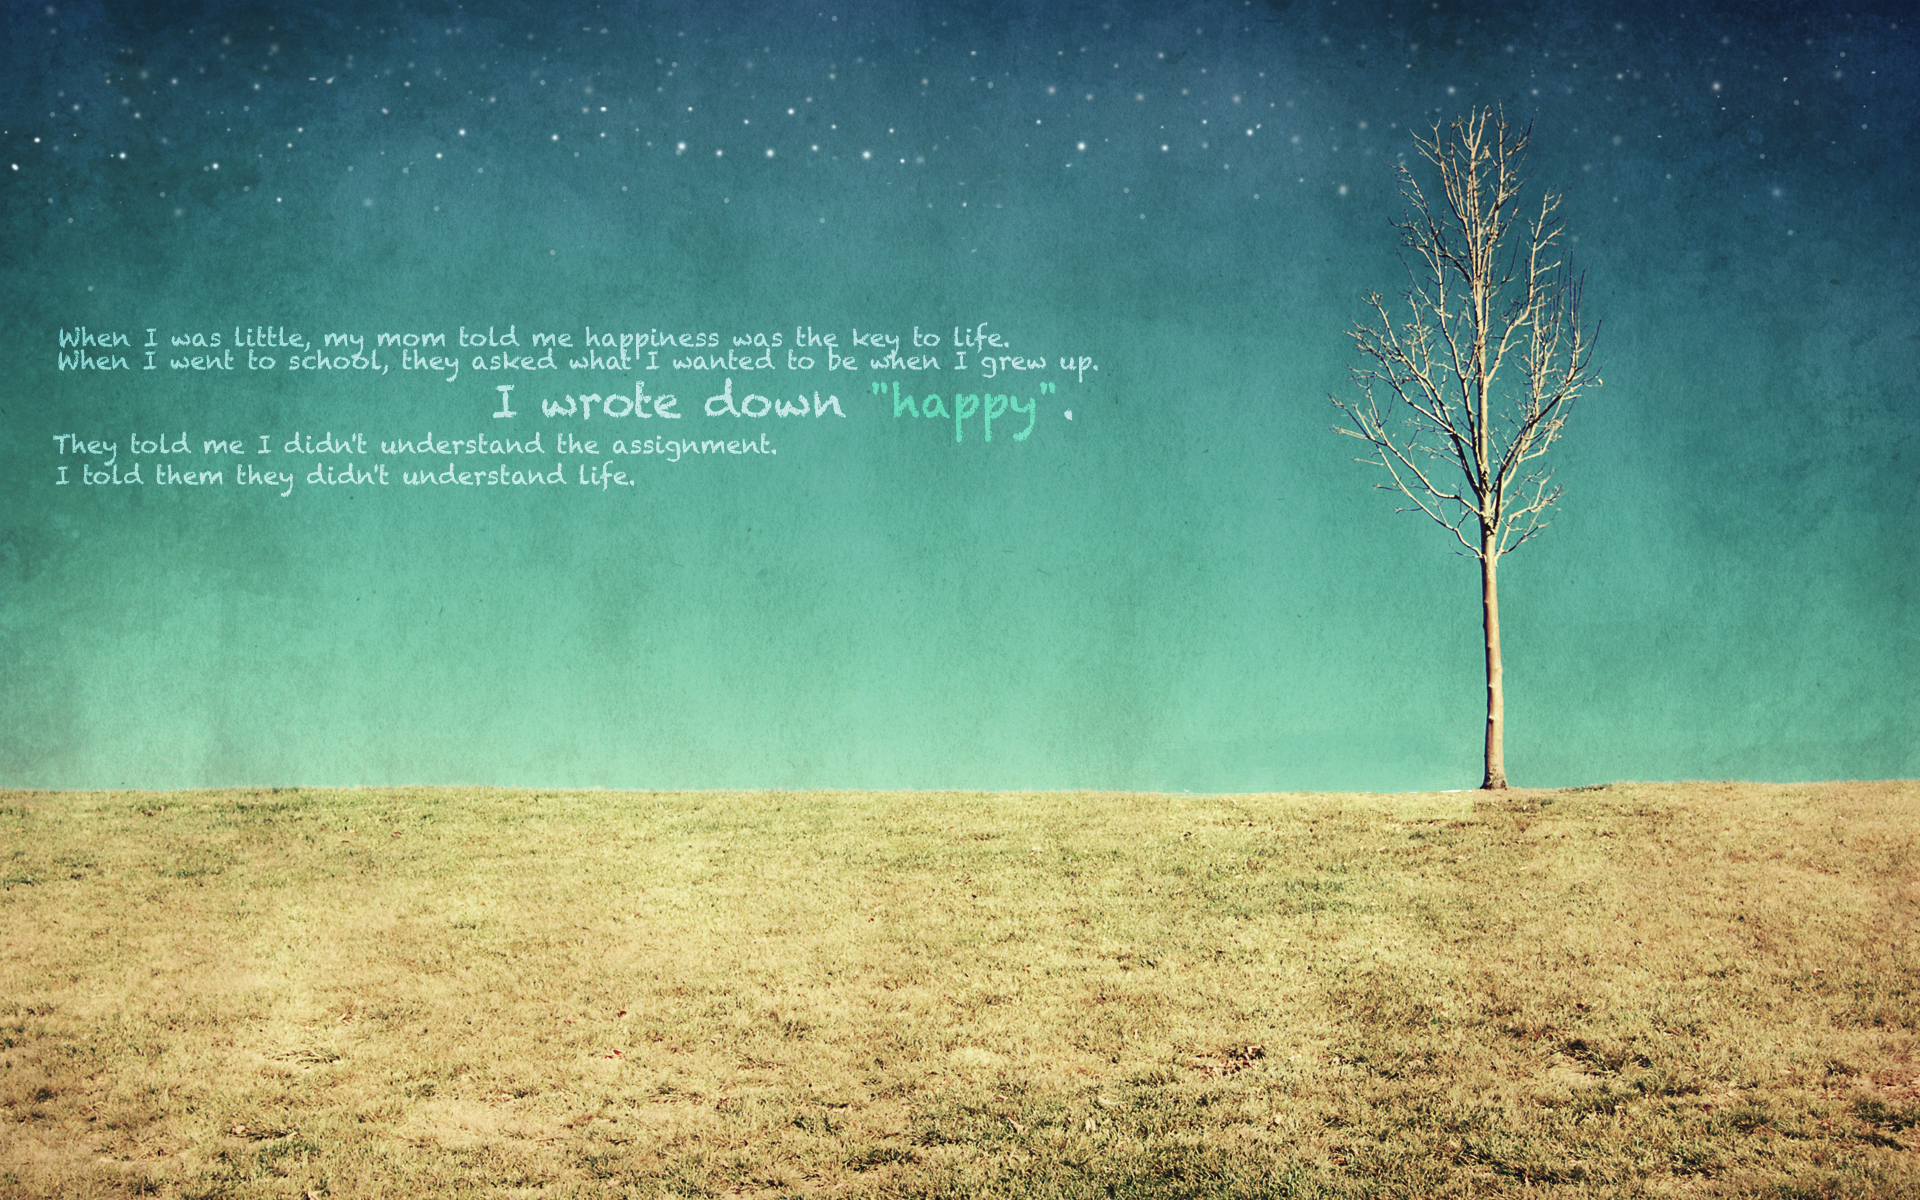 When I was little, my mom told me happiness was the key to life.
When I went to school, they asked what I wanted to be when I grew up.
I wrote down "happy".
They told me I didn't understand the assignment.
I told them they didn't understand life.